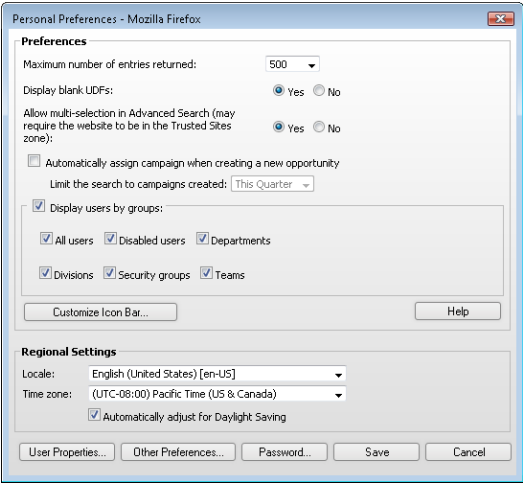 Personal Preferences - Mozilla Firefox
Preferences
Maximum number of entries returned: 500
Display blank UDFs: Yes No
Allow multi-selection in Advanced Search (may
require the website to be in the Trusted Sites
zone): Yes No
Automatically assign campaign when creating a new opportunity
Limit the search to campaigns created: This Quarter
Display users by groups:
All users Disabled users Departments
Divisions Security groups Teams
Customize Icon Bar... Help
Regional Settings
Locale: English (United States) [en-US]
Time zone: (UTC-08:00) Pacific Time (US & Canada)
Automatically adjust for Daylight Saving
User Properties... Other Preferences... Password... Save Cancel